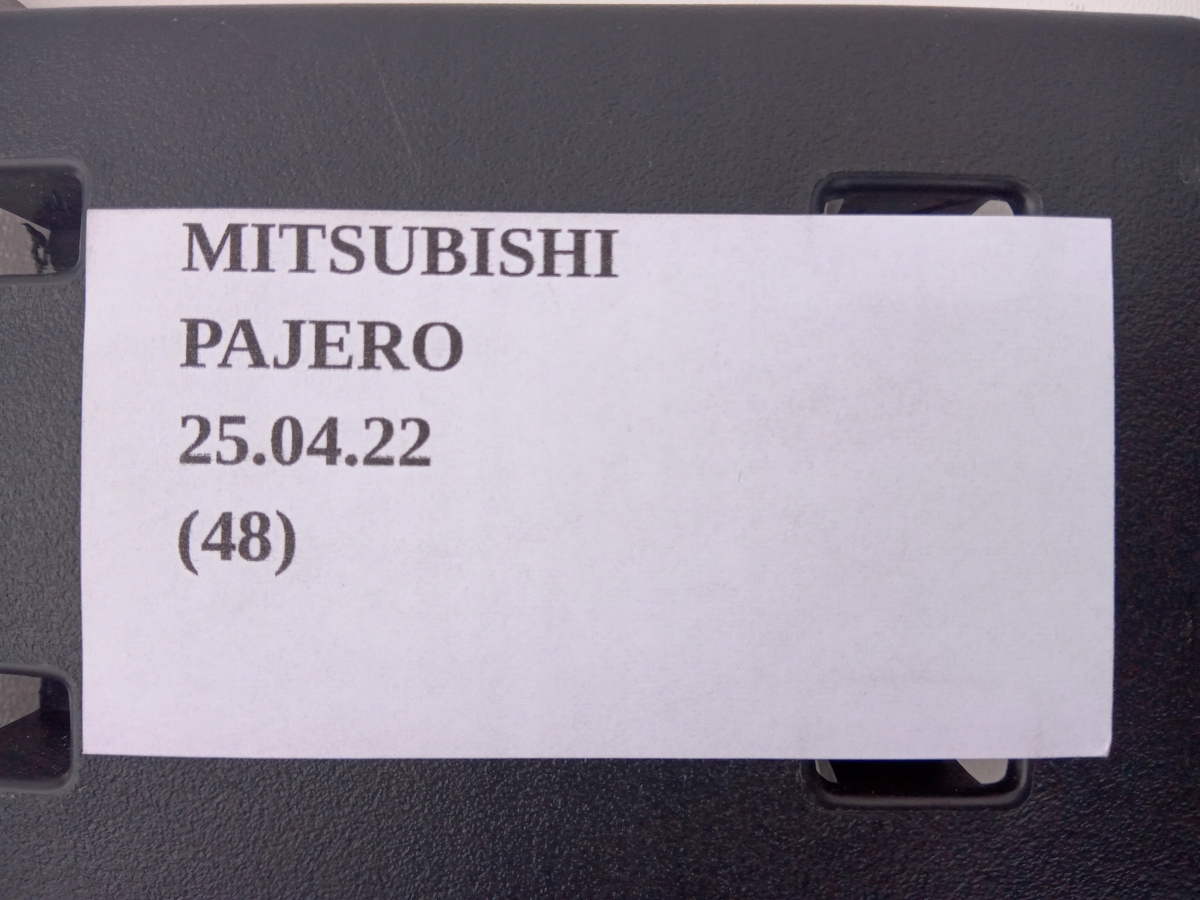 MITSUBISHI
PAJERO
25.04.22
(48)